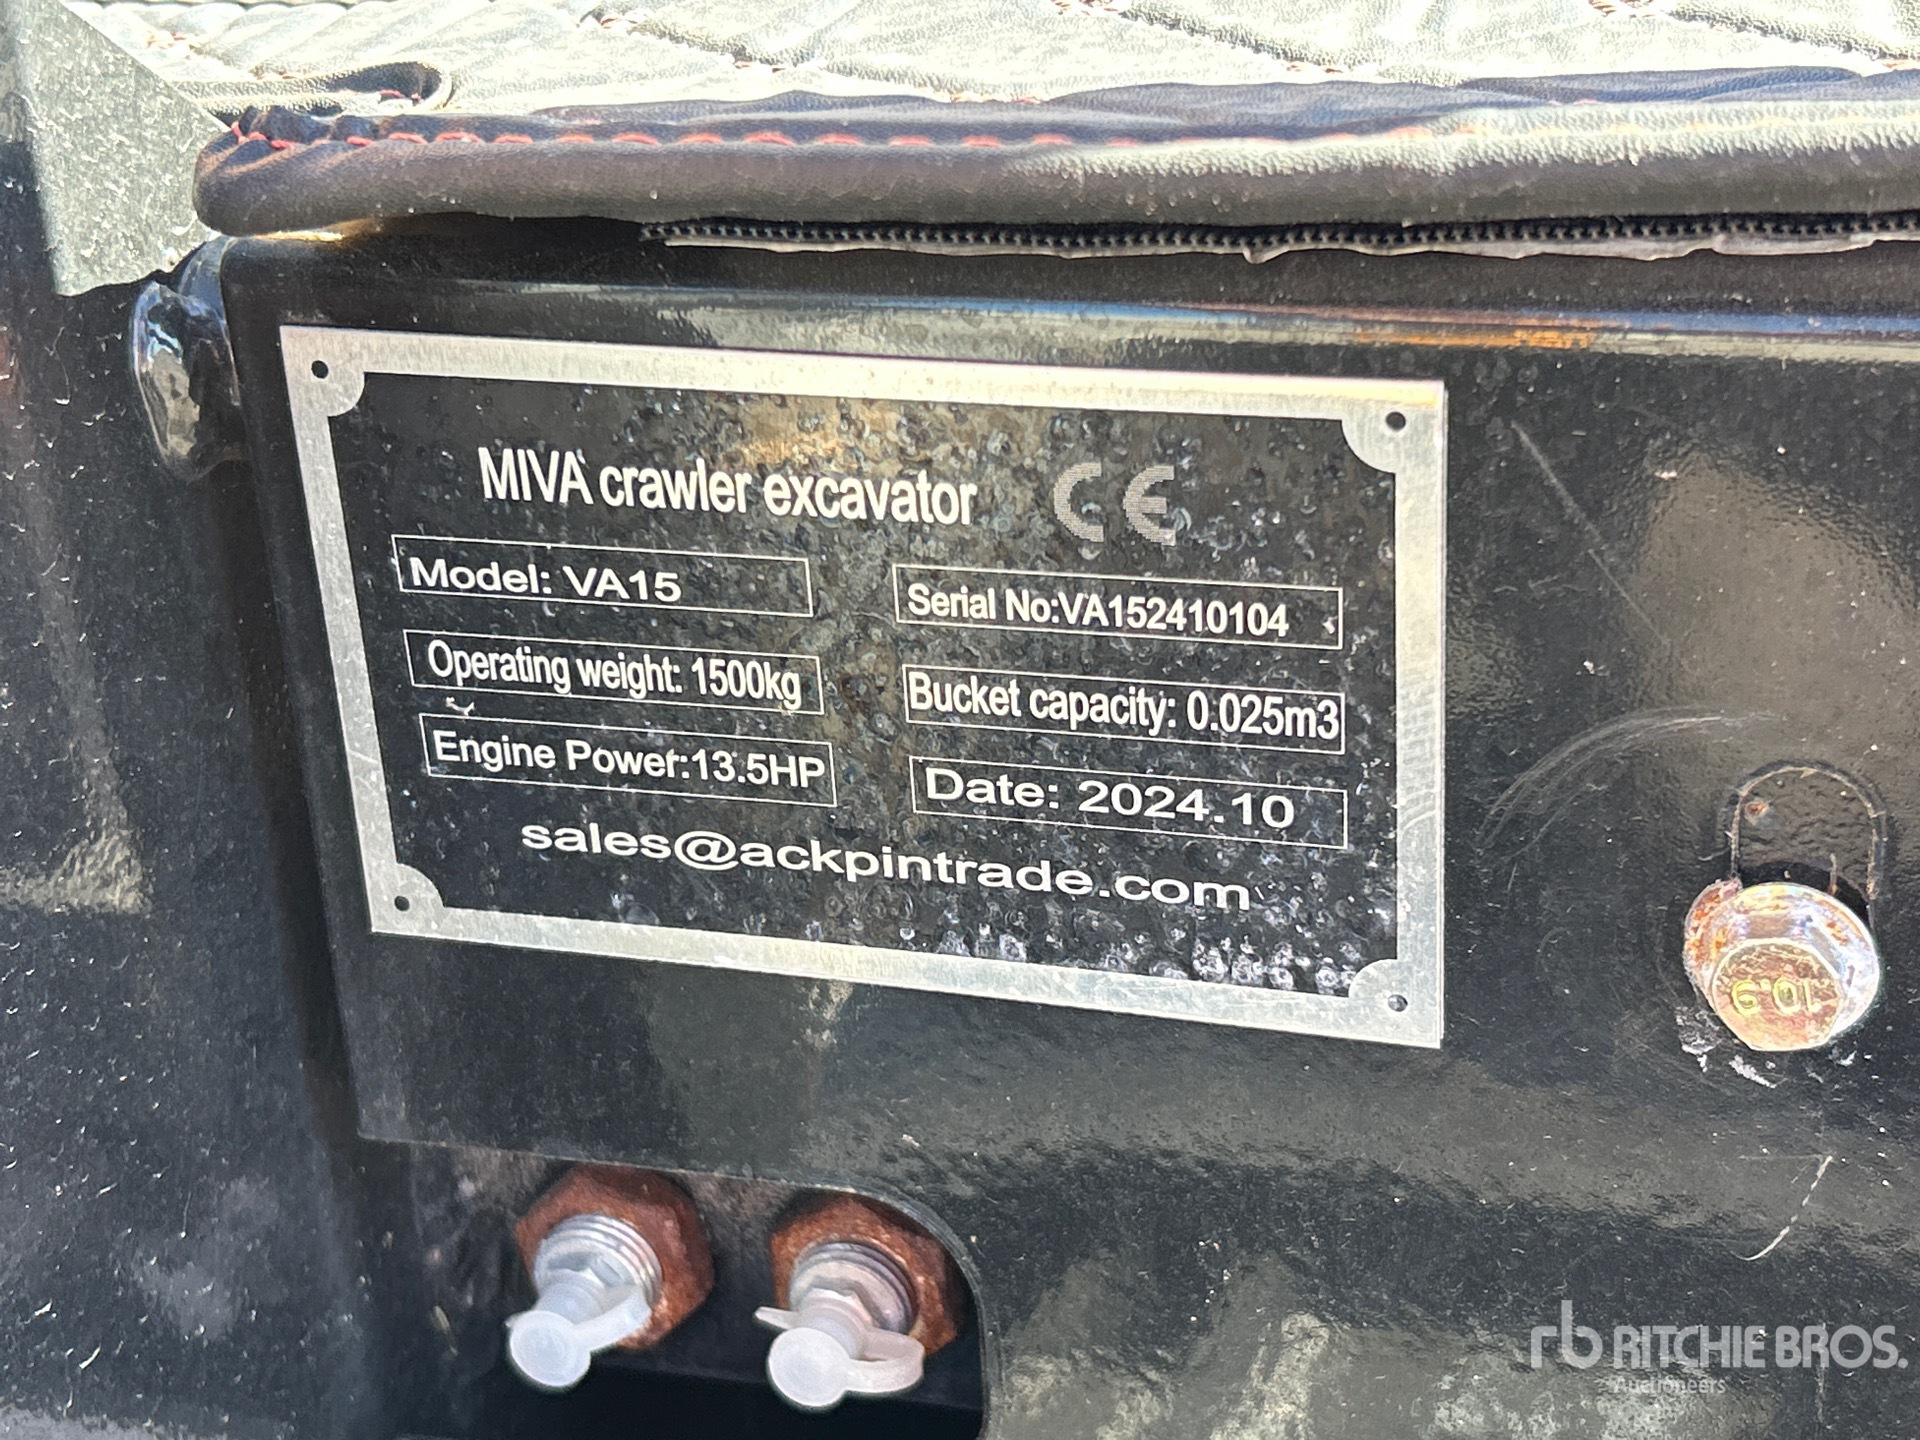 MIVA crawler excavator CE
Model: VA15
Serial No:VA152410104
Operating weight: 1500kg
Bucket capacity: 0.025m3
Engine Power:13.5HP
Date: 2024.10
sales@ackpintrade.com
10.9
rb RITCHIE BROS.
Auctioneers